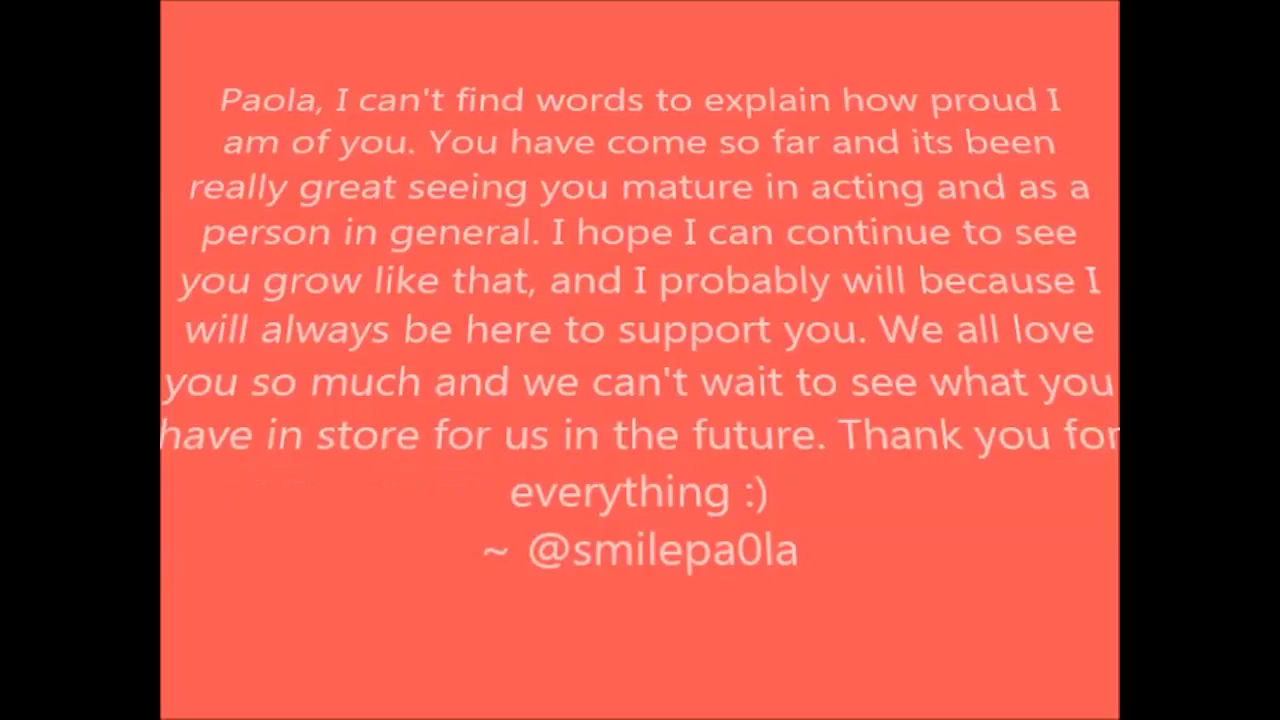 Paola, I can't find words to explain how proud I
am of you. You have come so far and its been
really great seeing you mature in acting and as a
person in general. I hope I can continue to see
you grow like that, and I probably will because I
will always be here to support you. We all love
you so much and we can't wait to see what you
have in store for us in the future. Thank you for
everything :)
~ @smilepa0la